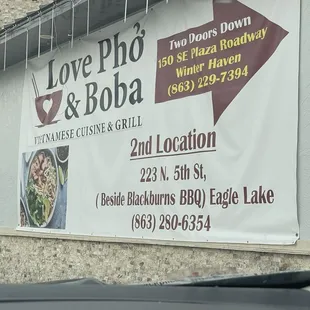 Love Phở
& Boba
VIETNAMESE CUISINE & GRILL
Two Doors Down
150 SE Plaza Roadway
Winter Haven
(863) 229-7394
2nd Location
223 N. 5th St,
( Beside Blackburns BBQ) Eagle Lake
(863) 280-6354